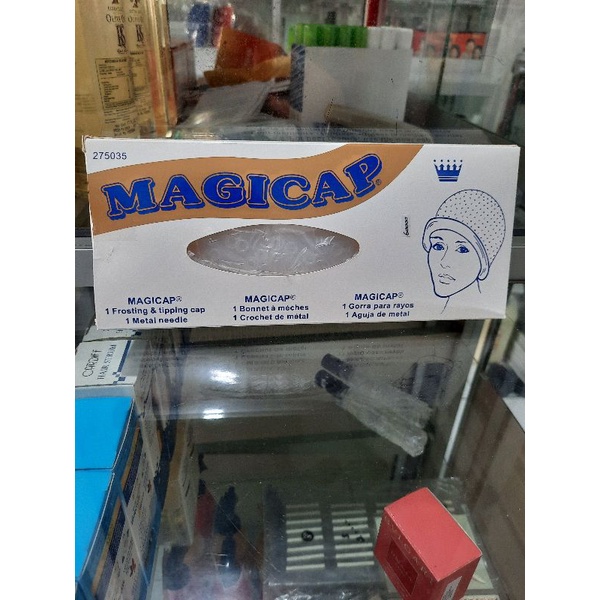 275035
MAGICAP®
MAGICAP®
1 Frosting & tipping cap
1 Metal needle
MAGICAP®
1 Bonnet à mèches
1 Crochet de métal
MAGICAP®
1 Gorra para rayos
1 Aguja de metal